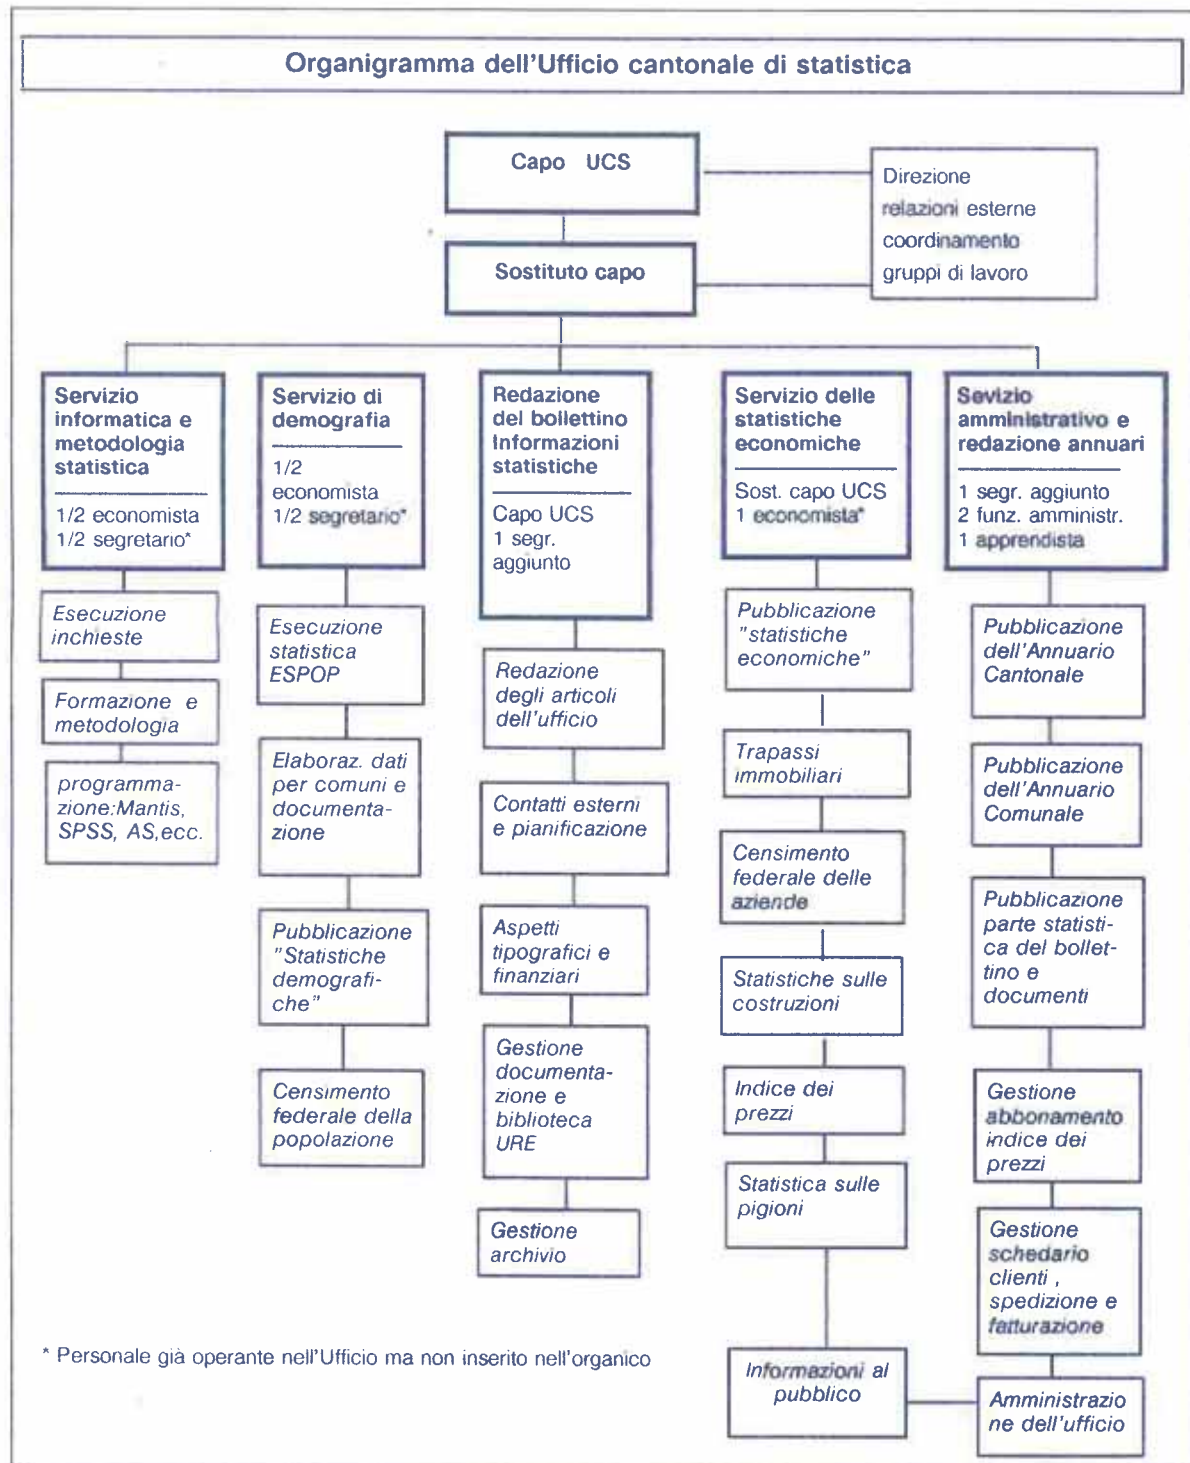 Organigramma dell'Ufficio cantonale di statistica
Capo UCS
Direzione
relazioni esterne
coordinamento
gruppi di lavoro
Sostituto capo
Servizio
informatica e
metodologia
statistica
1/2 economista
1/2 segretario*
Esecuzione
inchieste
Formazione e
metodologia
programma-
zione:Mantis,
SPSS, AS,ecc.
Servizio di
demografia
1/2
economista
1/2 segretario*
Esecuzione
statistica
ESPOP
Elaboraz. dati
per comuni e
documenta-
zione
Pubblicazione
"Statistiche
demografi-
che"
Censimento
federale della
popolazione
Redazione
del bollettino
Informazioni
statistiche
Capo UCS
1 segr.
aggiunto
Redazione
degli articoli
dell'ufficio
Contatti esterni
e pianificazione
Aspetti
tipografici e
finanziari
Gestione
documenta-
zione e
biblioteca
URE
Gestione
archivio
Servizio delle
statistiche
economiche
Sost. capo UCS
1 economista*
Pubblicazione
"statistiche
economiche"
Trapassi
immobiliari
Censimento
federale delle
aziende
Statistiche sulle
costruzioni
Indice dei
prezzi
Statistica sulle
pigioni
Informazioni al
pubblico
Sevizio
amministrativo e
redazione annuari
1 segr. aggiunto
2 funz. amministr.
1 apprendista
Pubblicazione
dell'Annuario
Cantonale
Pubblicazione
dell'Annuario
Comunale
Pubblicazione
parte statisti-
ca del bollet-
tino e
documenti
Gestione
abbonamento
indice dei
prezzi
Gestione
schedario
clienti ,
spedizione e
fatturazione
Amministrazio
ne dell'ufficio
* Personale già operante nell'Ufficio ma non inserito nell'organico